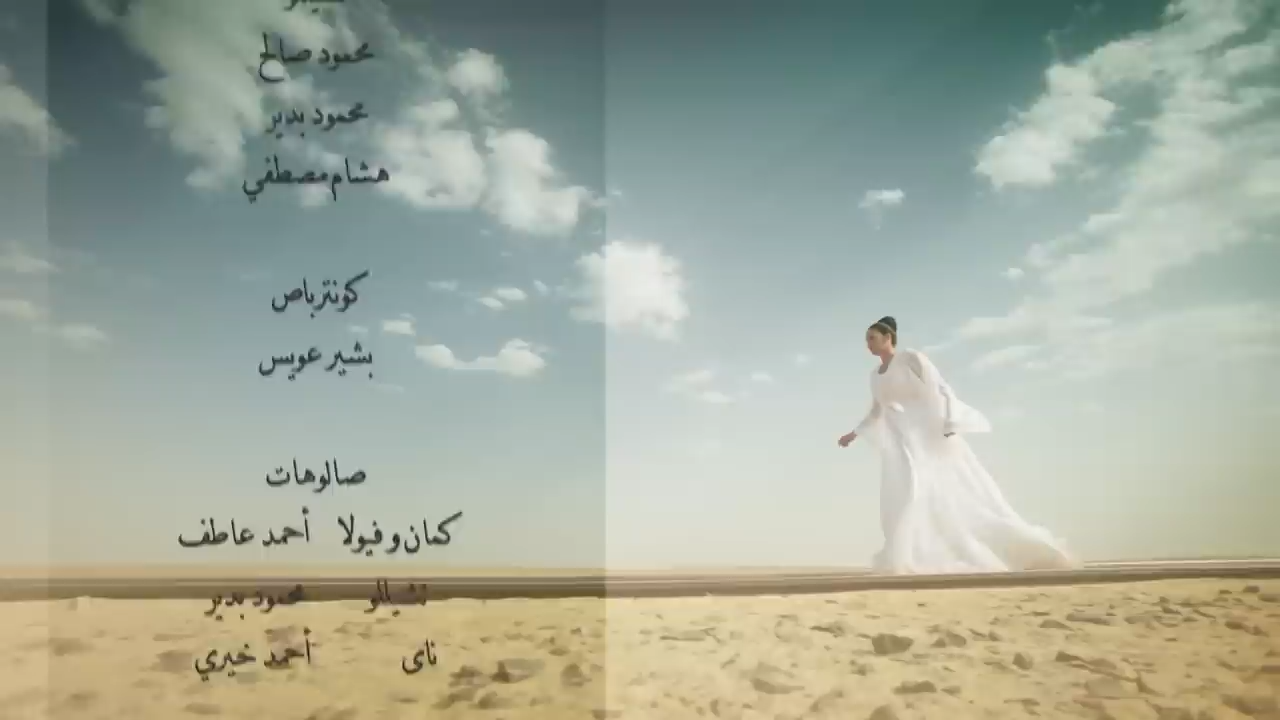 محمود صالح
محمود بدير
هشام مصطفي
كونترباص
بشير عويس
صالوهات
كمان و فيولا أحمد عاطف
تشيللو محمود بدير
ناى أحمد خيري